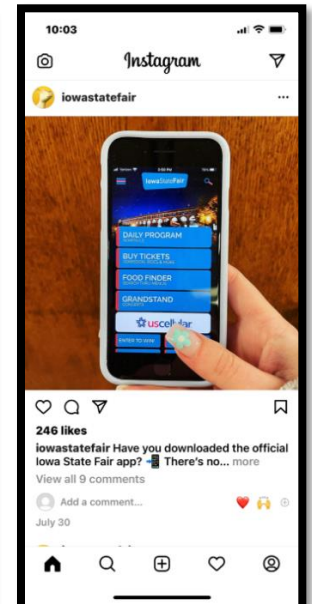 10:03
Instagram
iowastatefair
IowaStateFair
DAILY PROGRAM
BUY TICKETS
FOOD FINDER
GRANDSTAND
CONCERTS
uscellular
ENTER TO WIN!
246 likes
iowastatefair Have you downloaded the official
Iowa State Fair app? 📲 There's no... more
View all 9 comments
Add a comment...
July 30